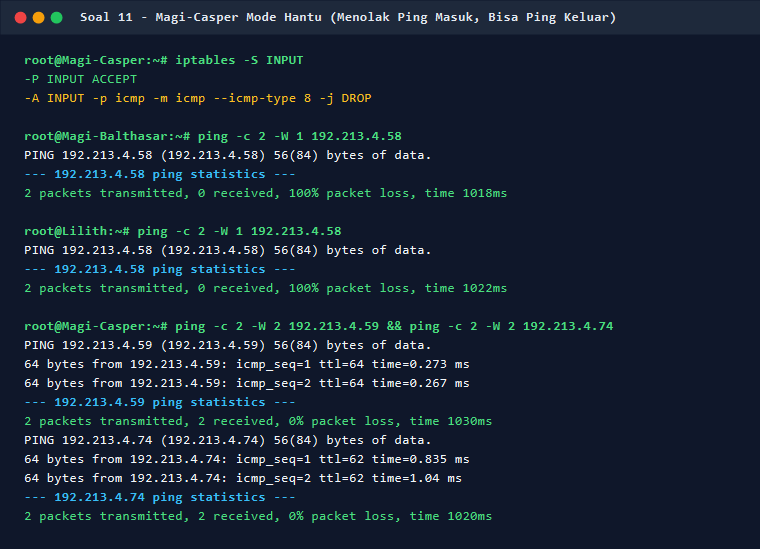 Soal 11 - Magi-Casper Mode Hantu (Menolak Ping Masuk, Bisa Ping Keluar)
root@Magi-Casper:~# iptables -S INPUT
-P INPUT ACCEPT
-A INPUT -p icmp -m icmp --icmp-type 8 -j DROP
root@Magi-Balthasar:~# ping -c 2 -W 1 192.213.4.58
PING 192.213.4.58 (192.213.4.58) 56(84) bytes of data.
--- 192.213.4.58 ping statistics ---
2 packets transmitted, 0 received, 100% packet loss, time 1018ms
root@Lilith:~# ping -c 2 -W 1 192.213.4.58
PING 192.213.4.58 (192.213.4.58) 56(84) bytes of data.
--- 192.213.4.58 ping statistics ---
2 packets transmitted, 0 received, 100% packet loss, time 1022ms
root@Magi-Casper:~# ping -c 2 -W 2 192.213.4.59 && ping -c 2 -W 2 192.213.4.74
PING 192.213.4.59 (192.213.4.59) 56(84) bytes of data.
64 bytes from 192.213.4.59: icmp_seq=1 ttl=64 time=0.273 ms
64 bytes from 192.213.4.59: icmp_seq=2 ttl=64 time=0.267 ms
--- 192.213.4.59 ping statistics ---
2 packets transmitted, 2 received, 0% packet loss, time 1030ms
PING 192.213.4.74 (192.213.4.74) 56(84) bytes of data.
64 bytes from 192.213.4.74: icmp_seq=1 ttl=62 time=0.835 ms
64 bytes from 192.213.4.74: icmp_seq=2 ttl=62 time=1.04 ms
--- 192.213.4.74 ping statistics ---
2 packets transmitted, 2 received, 0% packet loss, time 1020ms